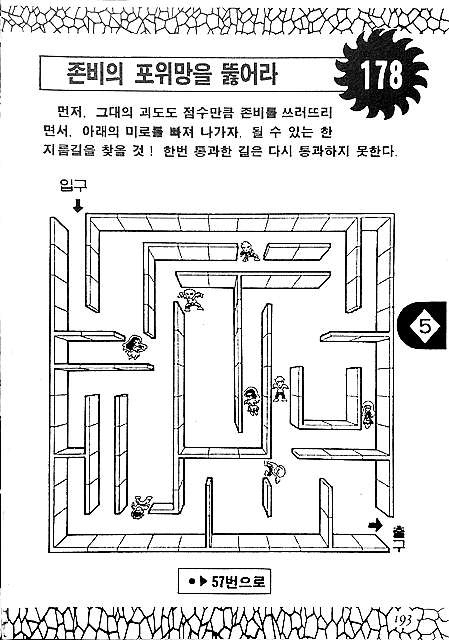 존비의 포위망을 뚫어라
178
먼저, 그대의 괴도도 점수만큼 존비를 쓰러뜨리
면서, 아래의 미로를 빠져 나가자. 될 수 있는 한
지름길을 찾을 것! 한번 통과한 길은 다시 통과하지 못한다.
입구
5
출
구
●▶57번으로
193